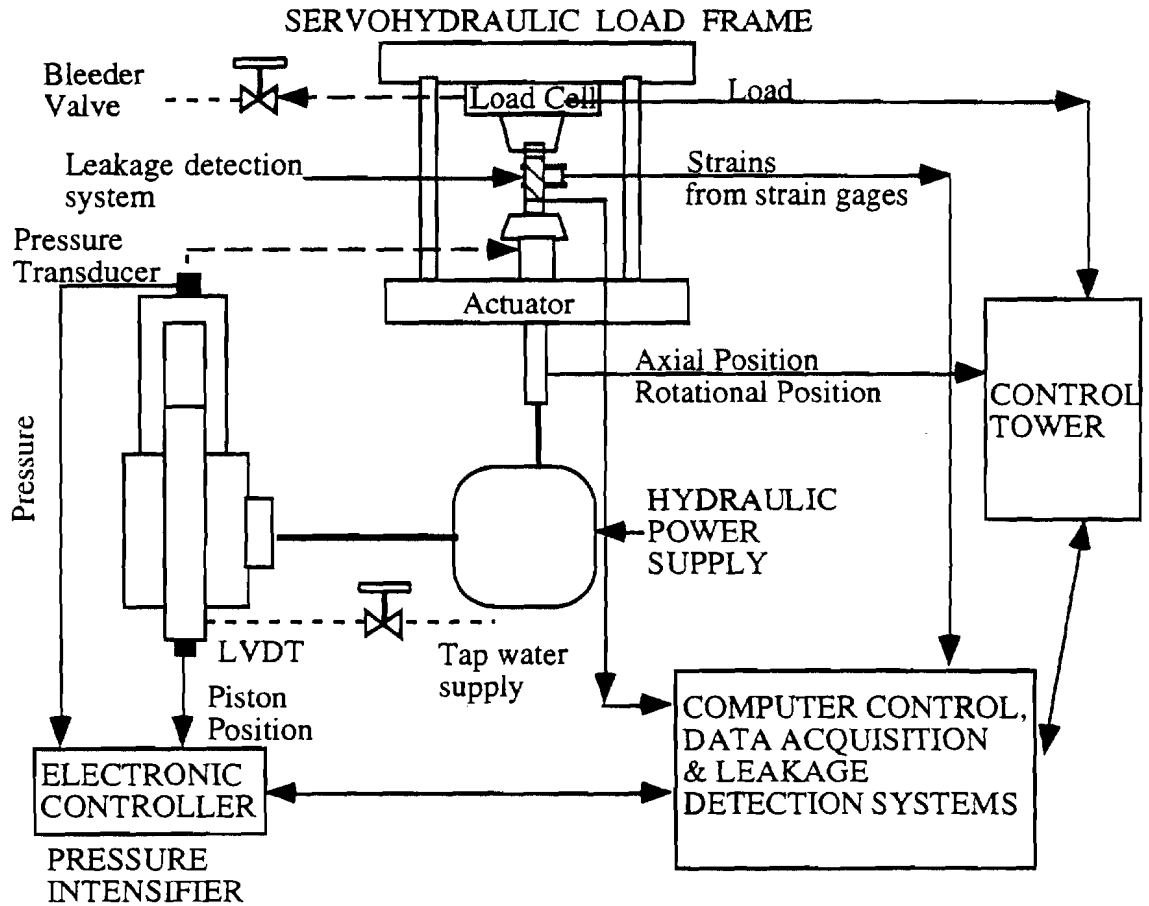 SERVOHYDRAULIC LOAD FRAME
Bleeder
Valve
Load Cell
Load
Leakage detection
system
Strains
from strain gages
Pressure
Transducer
Actuator
Axial Position
Rotational Position
CONTROL
TOWER
Pressure
HYDRAULIC
POWER
SUPPLY
LVDT
Tap water
supply
Piston
Position
COMPUTER CONTROL,
DATA ACQUISITION
& LEAKAGE
DETECTION SYSTEMS
ELECTRONIC
CONTROLLER
PRESSURE
INTENSIFIER